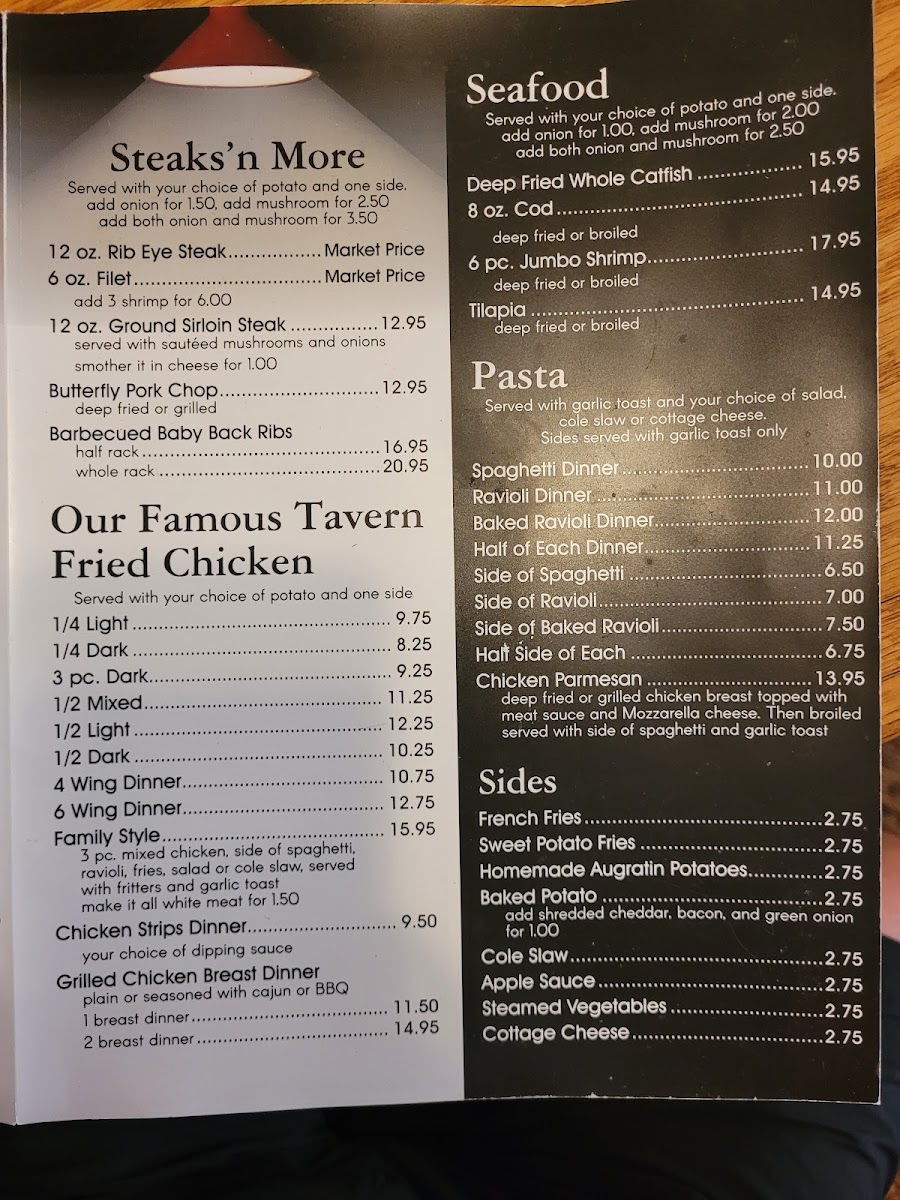 Steaks'n More
Served with your choice of potato and one side.
add onion for 1.50, add mushroom for 2.50
add both onion and mushroom for 3.50
12 oz. Rib Eye Steak................. Market Price
6 oz. Filet.................................. Market Price
add 3 shrimp for 6.00
12 oz. Ground Sirloin Steak ................ 12.95
served with sautéed mushrooms and onions
smother it in cheese for 1.00
Butterfly Pork Chop............................. 12.95
deep fried or grilled
Barbecued Baby Back Ribs
half rack............................................ 16.95
whole rack ........................................ 20.95
Our Famous Tavern
Fried Chicken
Served with your choice of potato and one side
1/4 Light ............................................... 9.75
1/4 Dark ............................................... 8.25
3 pc. Dark............................................ 9.25
1/2 Mixed............................................ 11.25
1/2 Light ............................................. 12.25
1/2 Dark ............................................. 10.25
4 Wing Dinner..................................... 10.75
6 Wing Dinner..................................... 12.75
Family Style......................................... 15.95
3 pc. mixed chicken, side of spaghetti,
ravioli, fries, salad or cole slaw, served
with fritters and garlic toast
make it all white meat for 1.50
Chicken Strips Dinner........................... 9.50
your choice of dipping sauce
Grilled Chicken Breast Dinner
plain or seasoned with cajun or BBQ
1 breast dinner.................................... 11.50
2 breast dinner................................... 14.95
Seafood
Served with your choice of potato and one side.
add onion for 1.00, add mushroom for 2.00
add both onion and mushroom for 2.50
Deep Fried Whole Catfish ................... 15.95
8 oz. Cod............................................ 14.95
deep fried or broiled
6 pc. Jumbo Shrimp............................ 17.95
deep fried or broiled
Tilapia ................................................. 14.95
deep fried or broiled
Pasta
Served with garlic toast and your choice of salad,
cole slaw or cottage cheese.
Sides served with garlic toast only
Spaghetti Dinner................................. 10.00
Ravioli Dinner ..................................... 11.00
Baked Ravioli Dinner........................... 12.00
Half of Each Dinner............................. 11.25
Side of Spaghetti .................................. 6.50
Side of Ravioli....................................... 7.00
Side of Baked Ravioli............................. 7.50
Half Side of Each .................................. 6.75
Chicken Parmesan ............................. 13.95
deep fried or grilled chicken breast topped with
meat sauce and Mozzarella cheese. Then broiled
served with side of spaghetti and garlic toast
Sides
French Fries.......................................... 2.75
Sweet Potato Fries ................................ 2.75
Homemade Augratin Potatoes............. 2.75
Baked Potato ....................................... 2.75
add shredded cheddar, bacon, and green onion
for 1.00
Cole Slaw............................................. 2.75
Apple Sauce......................................... 2.75
Steamed Vegetables ............................ 2.75
Cottage Cheese.................................... 2.75